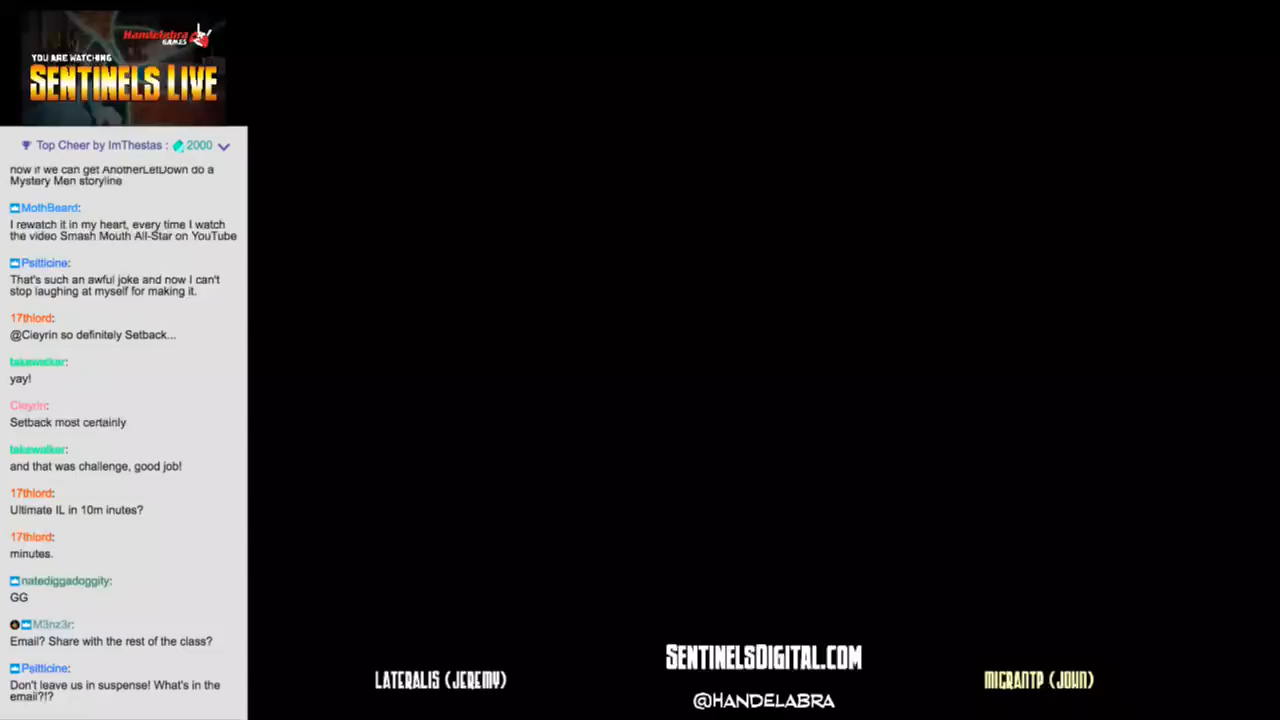 Handelabra
GAMES
YOU ARE WATCHING
SENTINELS LIVE
Top Cheer by ImThestas : 2000
now if we can get AnotherLetDown do a
Mystery Men storyline
MothBeard:
I rewatch it in my heart, every time I watch
the video Smash Mouth All-Star on YouTube
Psitticine:
That's such an awful joke and now I can't
stop laughing at myself for making it.
17thlord:
@Cieyrin so definitely Setback...
takewalker:
yay!
Cieyrin:
Setback most certainly
takewalker:
and that was challenge, good job!
17thlord:
Ultimate IL in 10m inutes?
17thlord:
minutes.
natediggadoggity:
GG
M3nz3r:
Email? Share with the rest of the class?
Psitticine:
Don't leave us in suspense! What's in the
email?!?
SENTINELSDIGITAL.COM
LATERALIS (JEREMY)
MIGRANTP (JOHN)
@HANDELABRA